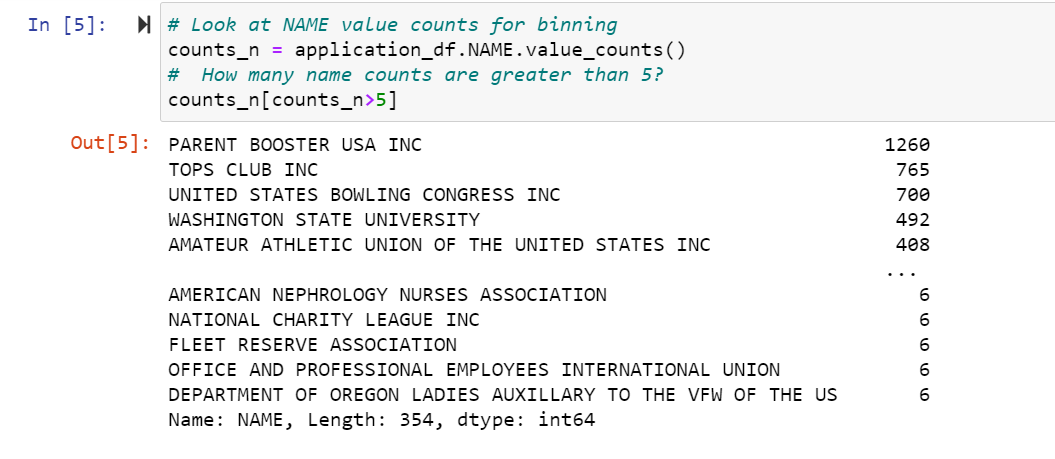 In [5]:
# Look at NAME value counts for binning
counts_n = application_df.NAME.value_counts()
#  How many name counts are greater than 5?
counts_n[counts_n>5]
Out[5]:
PARENT BOOSTER USA INC 1260
TOPS CLUB INC 765
UNITED STATES BOWLING CONGRESS INC 700
WASHINGTON STATE UNIVERSITY 492
AMATEUR ATHLETIC UNION OF THE UNITED STATES INC 408
...
AMERICAN NEPHROLOGY NURSES ASSOCIATION 6
NATIONAL CHARITY LEAGUE INC 6
FLEET RESERVE ASSOCIATION 6
OFFICE AND PROFESSIONAL EMPLOYEES INTERNATIONAL UNION 6
DEPARTMENT OF OREGON LADIES AUXILLARY TO THE VFW OF THE US 6
Name: NAME, Length: 354, dtype: int64